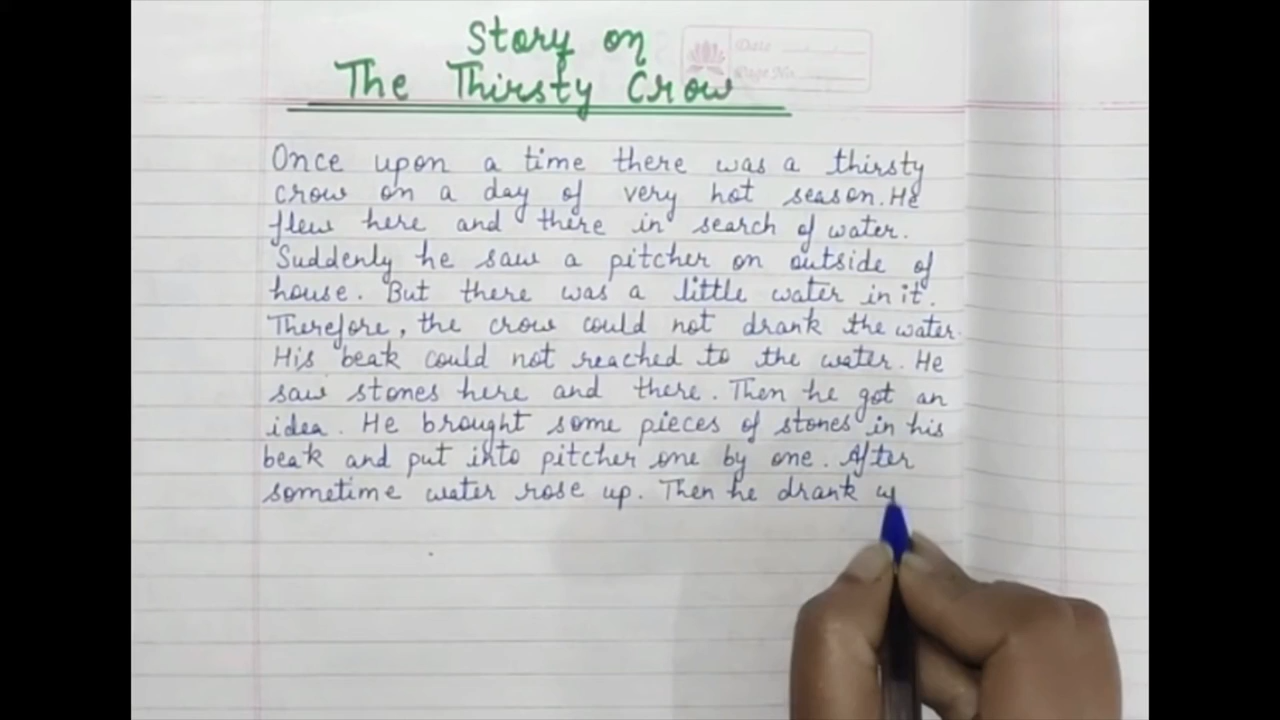 Story on
The Thirsty Crow
Date
Page No.
Once upon a time there was a thirsty
crow on a day of very hot season. He
flew here and there in search of water.
Suddenly he saw a pitcher on outside of
house. But there was a little water in it.
Therefore, the crow could not drank the water.
His beak could not reached to the water. He
saw stones here and there. Then he got an
idea. He brought some pieces of stones in his
beak and put into pitcher one by one. After
sometime water rose up. Then he drank w